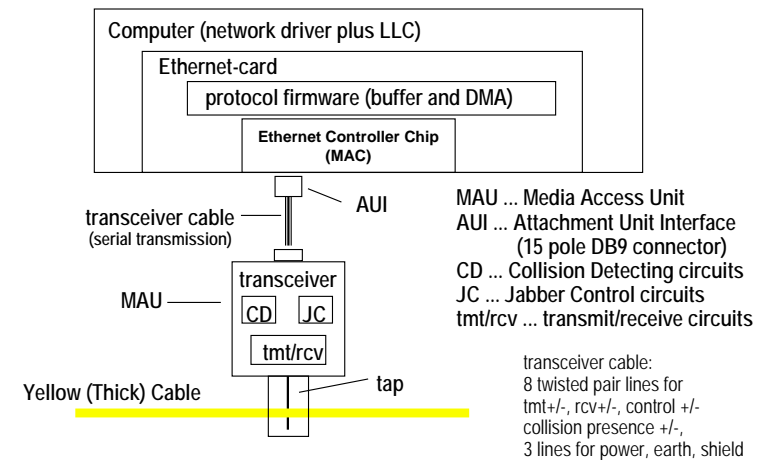 Computer (network driver plus LLC)
Ethernet-card
protocol firmware (buffer and DMA)
Ethernet Controller Chip
(MAC)
AUI
transceiver cable
(serial transmission)
MAU ... Media Access Unit
AUI ... Attachment Unit Interface
(15 pole DB9 connector)
CD ... Collision Detecting circuits
JC ... Jabber Control circuits
tmt/rcv ... transmit/receive circuits
transceiver
MAU
CD
JC
tmt/rcv
tap
Yellow (Thick) Cable
transceiver cable:
8 twisted pair lines for
tmt+/-, rcv+/-, control +/-
collision presence +/-,
3 lines for power, earth, shield